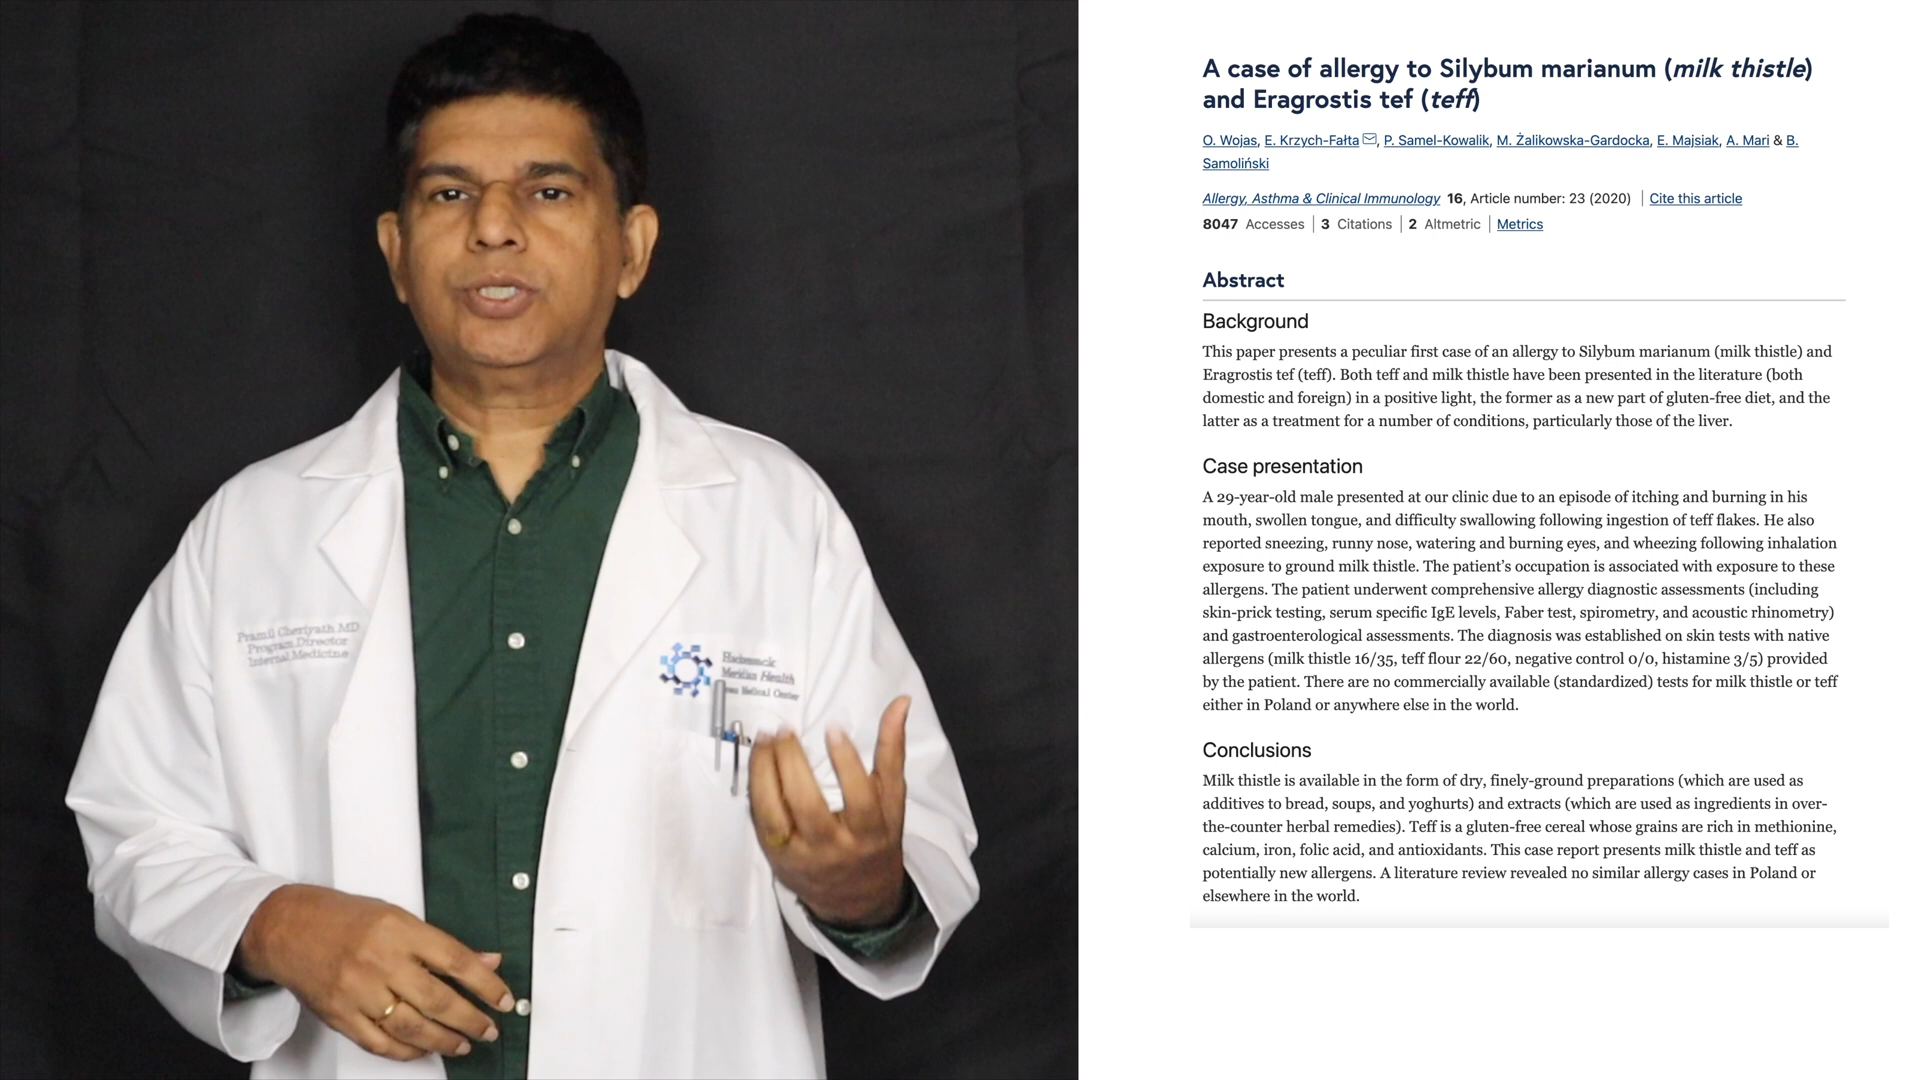 Pramil Cheriyath MD
Program Director
Internal Medicine
Hackensack
Meridian Health
Medical Center
A case of allergy to Silybum marianum (milk thistle)
and Eragrostis tef (teff)
O. Wojas, E. Krzych-Fałta, P. Samel-Kowalik, M. Żalikowska-Gardocka, E. Majsiak, A. Mari & B.
Samoliński
Allergy, Asthma & Clinical Immunology 16, Article number: 23 (2020) | Cite this article
8047 Accesses | 3 Citations | 2 Altmetric | Metrics
Abstract
Background
This paper presents a peculiar first case of an allergy to Silybum marianum (milk thistle) and
Eragrostis tef (teff). Both teff and milk thistle have been presented in the literature (both
domestic and foreign) in a positive light, the former as a new part of gluten-free diet, and the
latter as a treatment for a number of conditions, particularly those of the liver.
Case presentation
A 29-year-old male presented at our clinic due to an episode of itching and burning in his
mouth, swollen tongue, and difficulty swallowing following ingestion of teff flakes. He also
reported sneezing, runny nose, watering and burning eyes, and wheezing following inhalation
exposure to ground milk thistle. The patient’s occupation is associated with exposure to these
allergens. The patient underwent comprehensive allergy diagnostic assessments (including
skin-prick testing, serum specific IgE levels, Faber test, spirometry, and acoustic rhinometry)
and gastroenterological assessments. The diagnosis was established on skin tests with native
allergens (milk thistle 16/35, teff flour 22/60, negative control 0/0, histamine 3/5) provided
by the patient. There are no commercially available (standardized) tests for milk thistle or teff
either in Poland or anywhere else in the world.
Conclusions
Milk thistle is available in the form of dry, finely-ground preparations (which are used as
additives to bread, soups, and yoghurts) and extracts (which are used as ingredients in over-
the-counter herbal remedies). Teff is a gluten-free cereal whose grains are rich in methionine,
calcium, iron, folic acid, and antioxidants. This case report presents milk thistle and teff as
potentially new allergens. A literature review revealed no similar allergy cases in Poland or
elsewhere in the world.